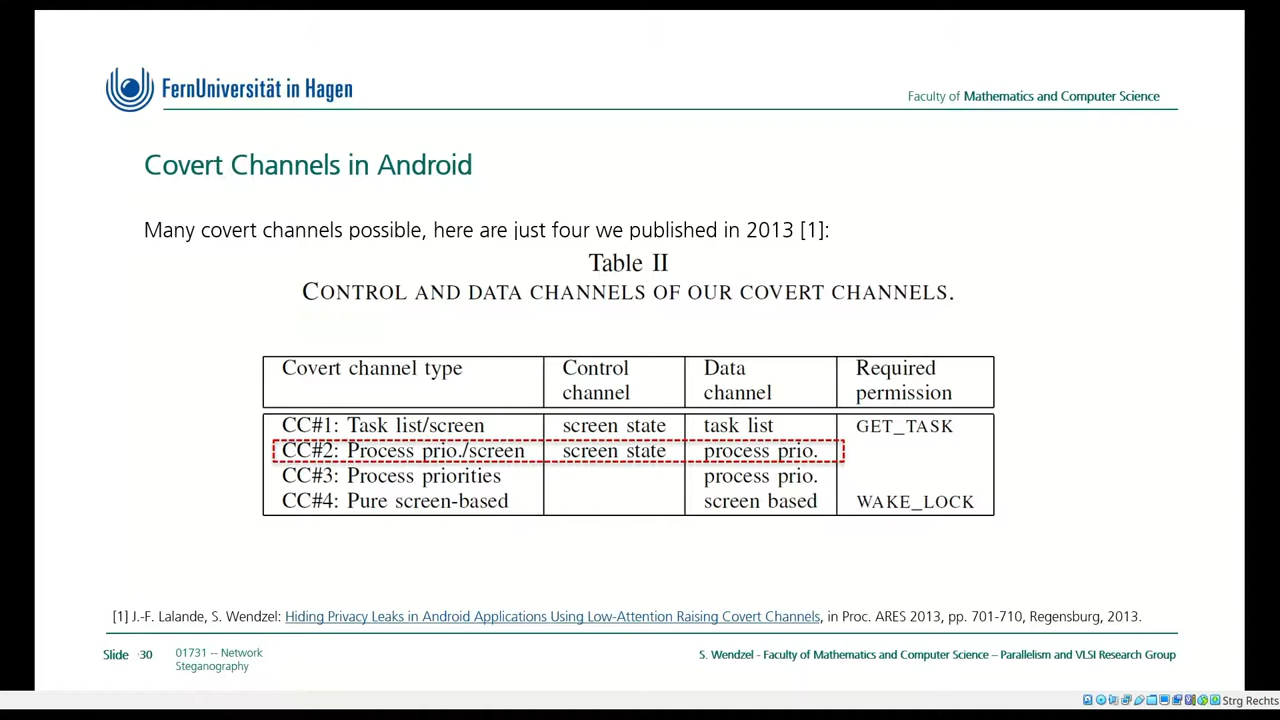 FernUniversität in Hagen
Faculty of Mathematics and Computer Science
Covert Channels in Android
Many covert channels possible, here are just four we published in 2013 [1]:
Table II
CONTROL AND DATA CHANNELS OF OUR COVERT CHANNELS.
Covert channel type Control channel Data channel Required permission
CC#1: Task list/screen screen state task list GET_TASK
CC#2: Process prio./screen screen state process prio.
CC#3: Process priorities process prio.
CC#4: Pure screen-based screen based WAKE_LOCK
[1] J.-F. Lalande, S. Wendzel: Hiding Privacy Leaks in Android Applications Using Low-Attention Raising Covert Channels, in Proc. ARES 2013, pp. 701-710, Regensburg, 2013.
Slide 30
01731 -- Network
Steganography
S. Wendzel - Faculty of Mathematics and Computer Science – Parallelism and VLSI Research Group
Strg Rechts